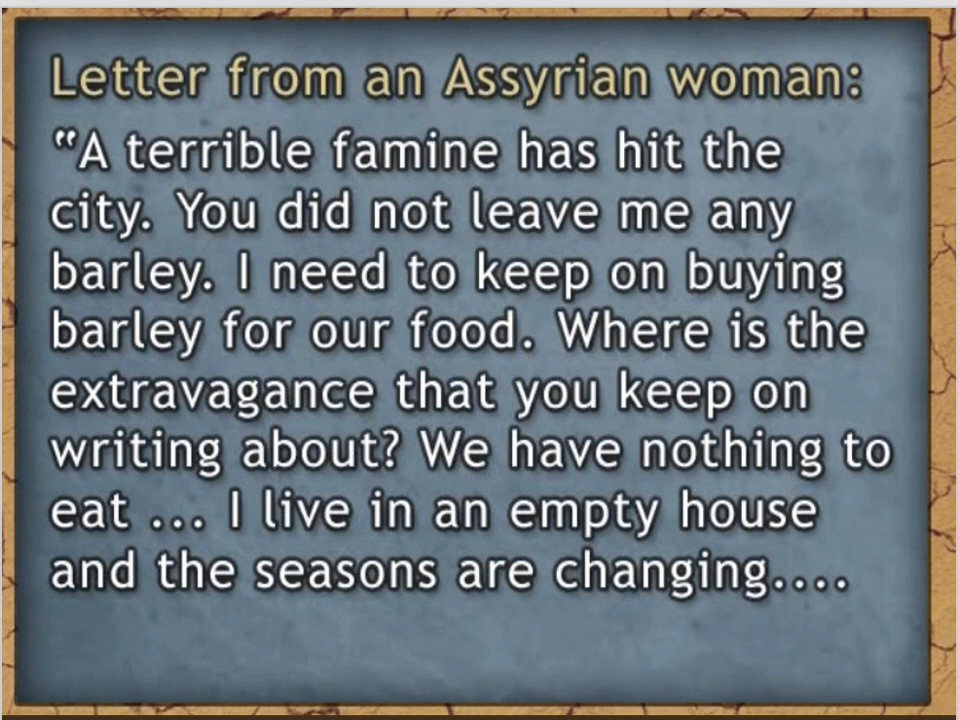 Letter from an Assyrian woman:
“A terrible famine has hit the
city. You did not leave me any
barley. I need to keep on buying
barley for our food. Where is the
extravagance that you keep on
writing about? We have nothing to
eat ... I live in an empty house
and the seasons are changing....